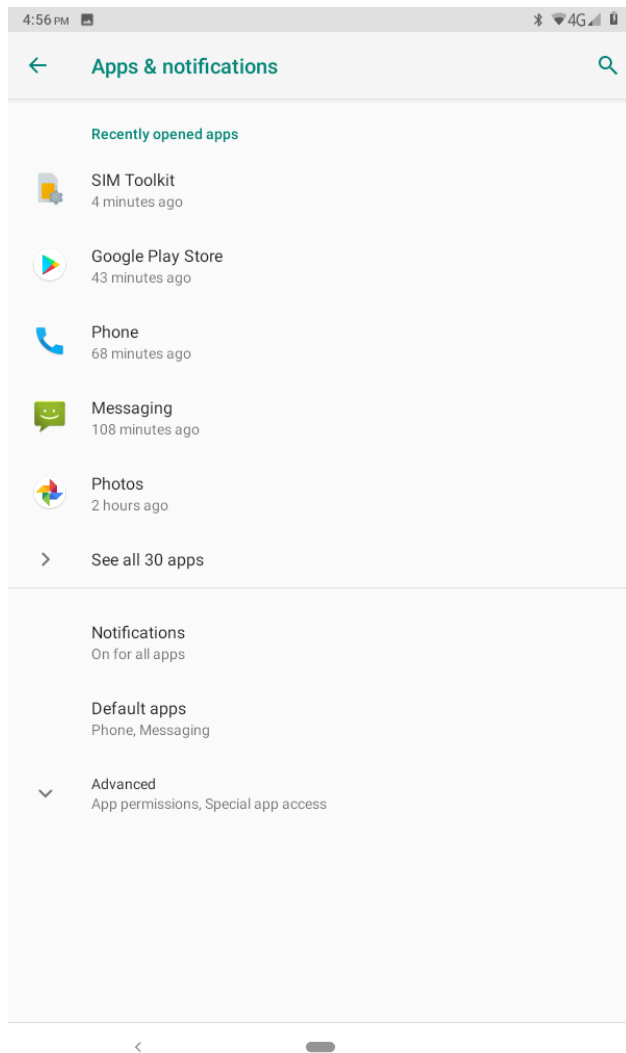 4:56 PM 4G
Apps & notifications
Recently opened apps
SIM Toolkit
4 minutes ago
Google Play Store
43 minutes ago
Phone
68 minutes ago
Messaging
108 minutes ago
Photos
2 hours ago
See all 30 apps
Notifications
On for all apps
Default apps
Phone, Messaging
Advanced
App permissions, Special app access